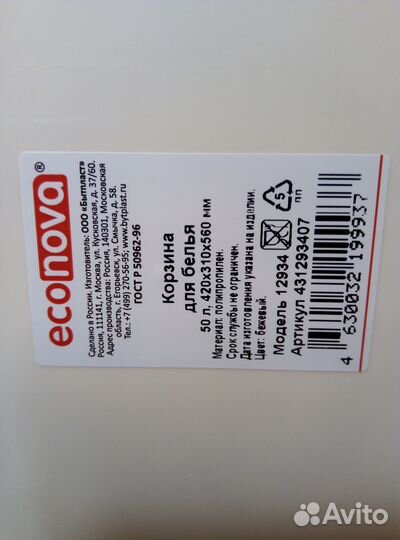 econova®
Сделано в России. Изготовитель: ООО «Бытпласт»
Россия, 111141, г. Москва, ул. Кусковская, д. 37/60.
Адрес производства: Россия, 140301, Московская
область, г. Егорьевск, ул. Смычка, д. 58.
Тел.: +7 (499) 270-56-95; www.bytplast.ru
ГОСТ Р 50962-96
Корзина
для белья
50 л, 420х310х560 мм
Материал: полипропилен.
Срок службы не ограничен.
Дата изготовления указана на изделии.
Цвет: бежевый.
Модель 12934
Артикул 431293407
5
ПП
4 630032 199937
Avito